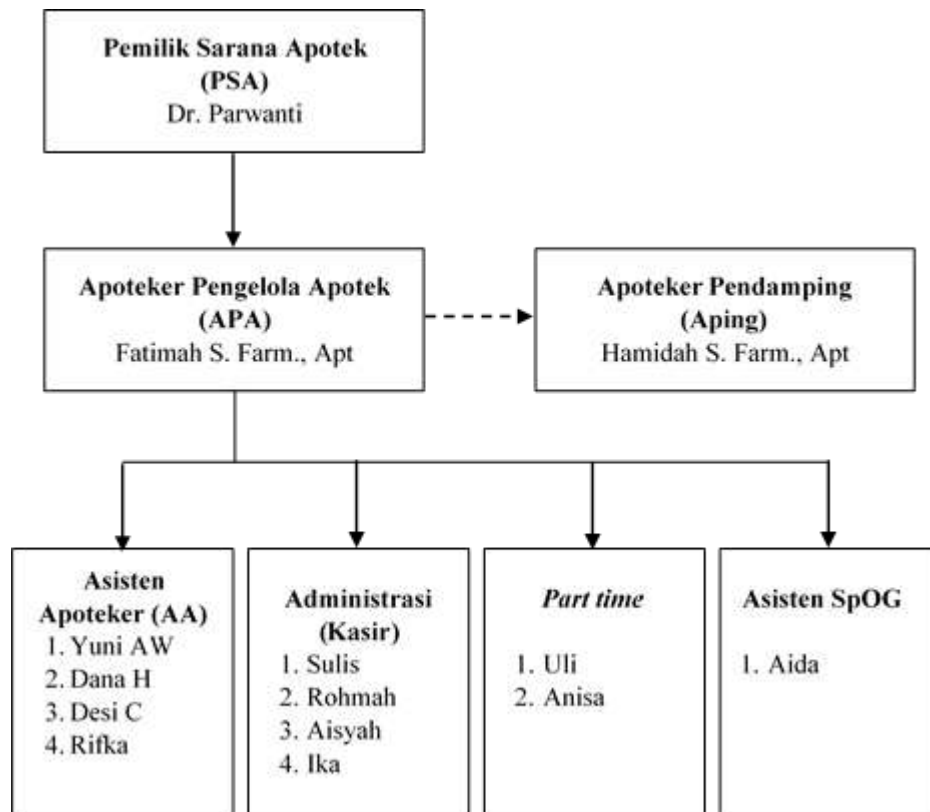 Pemilik Sarana Apotek
(PSA)
Dr. Parwanti
Apoteker Pengelola Apotek
(APA)
Fatimah S. Farm., Apt
Apoteker Pendamping
(Aping)
Hamidah S. Farm., Apt
Asisten
Apoteker (AA)
1. Yuni AW
2. Dana H
3. Desi C
4. Rifka
Administrasi
(Kasir)
1. Sulis
2. Rohmah
3. Aisyah
4. Ika
Part time
1. Uli
2. Anisa
Asisten SpOG
1. Aida